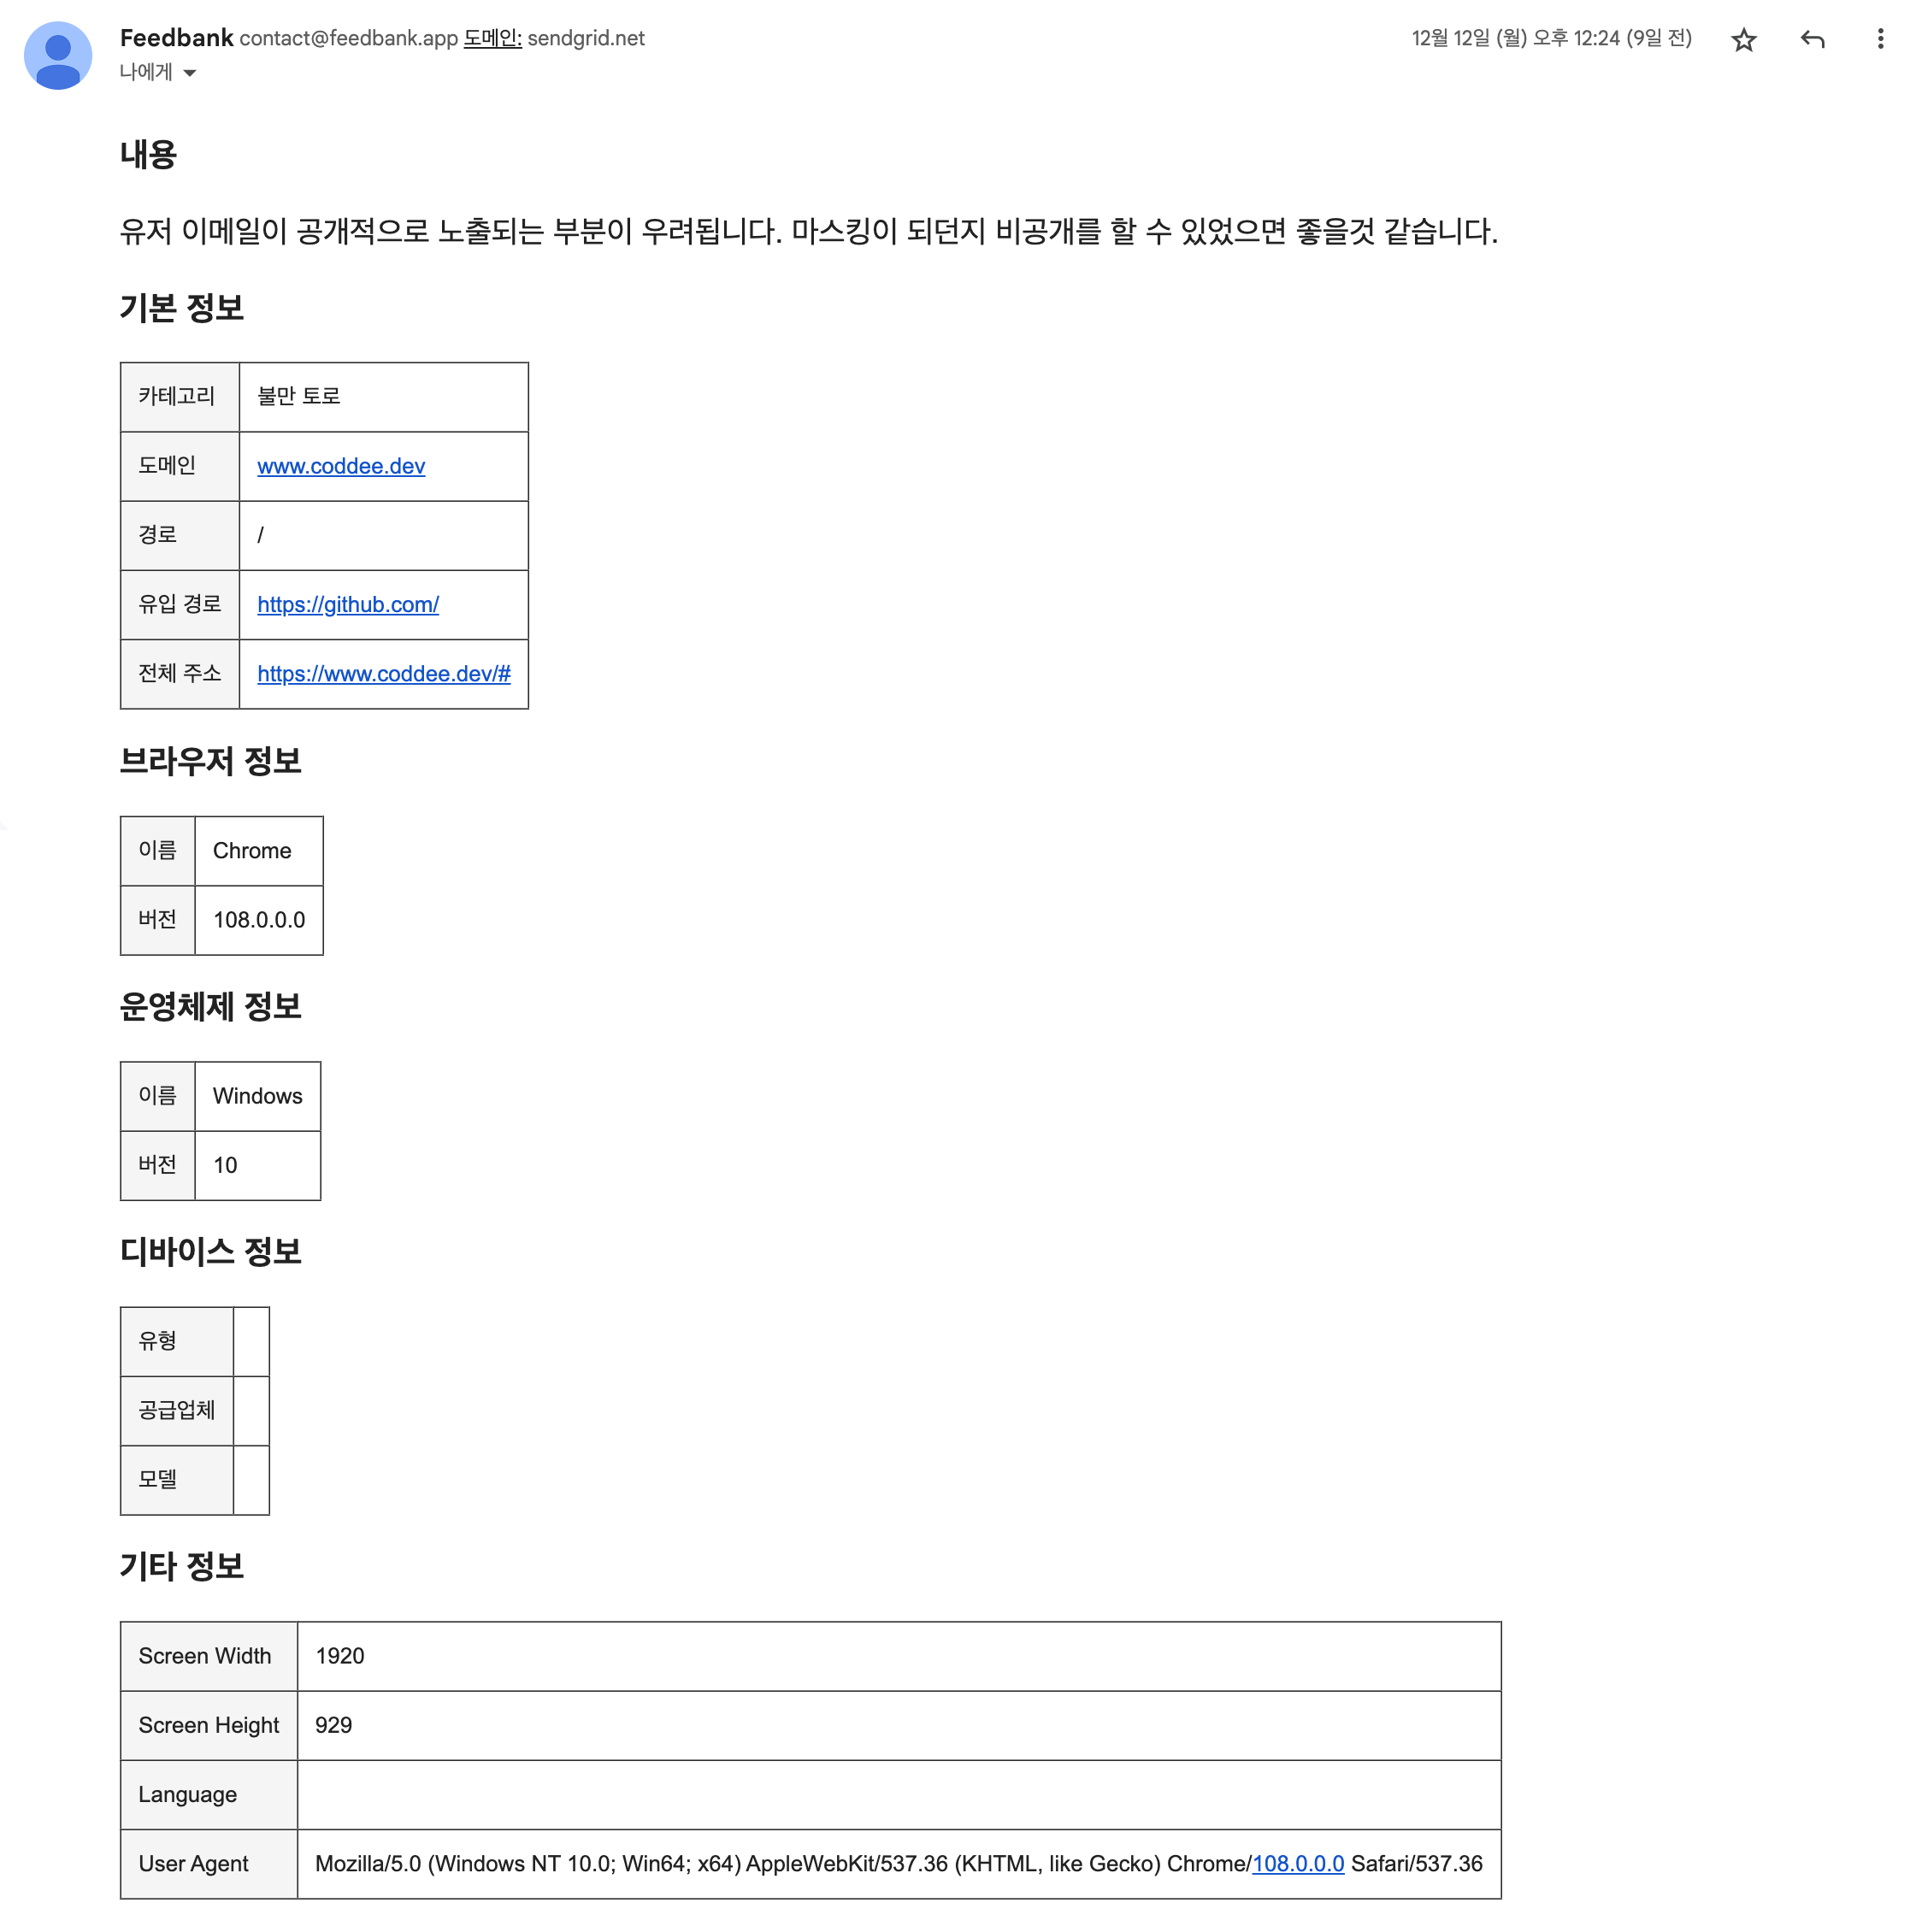 Feedbank contact@feedbank.app 도메인: sendgrid.net
12월 12일 (월) 오후 12:24 (9일 전)
나에게
내용
유저 이메일이 공개적으로 노출되는 부분이 우려됩니다. 마스킹이 되던지 비공개를 할 수 있었으면 좋을것 같습니다.
기본 정보
카테고리 불만 토로
도메인 www.coddee.dev
경로 /
유입 경로 https://github.com/
전체 주소 https://www.coddee.dev/#
브라우저 정보
이름 Chrome
버전 108.0.0.0
운영체제 정보
이름 Windows
버전 10
디바이스 정보
유형
공급업체
모델
기타 정보
Screen Width 1920
Screen Height 929
Language
User Agent Mozilla/5.0 (Windows NT 10.0; Win64; x64) AppleWebKit/537.36 (KHTML, like Gecko) Chrome/108.0.0.0 Safari/537.36